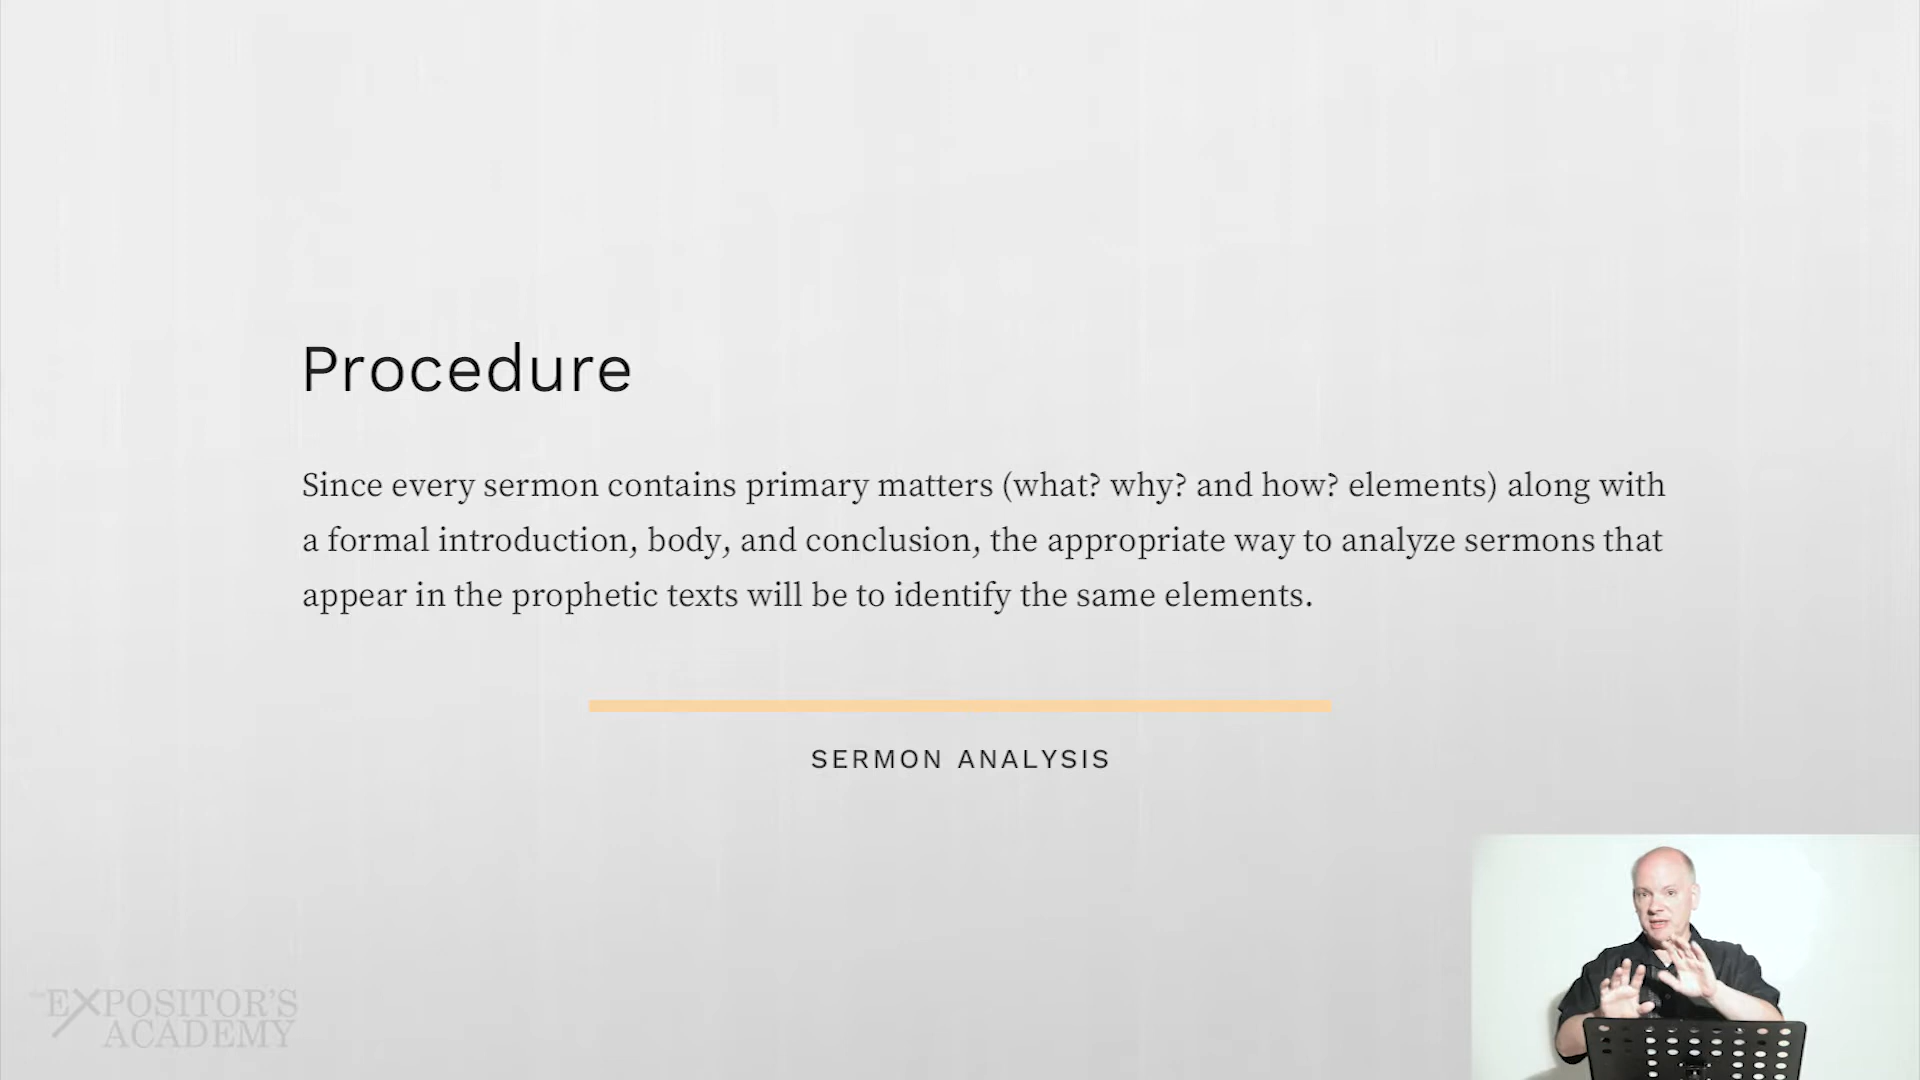 Procedure
Since every sermon contains primary matters (what? why? and how? elements) along with
a formal introduction, body, and conclusion, the appropriate way to analyze sermons that
appear in the prophetic texts will be to identify the same elements.
SERMON ANALYSIS
the EXPOSITOR'S
ACADEMY